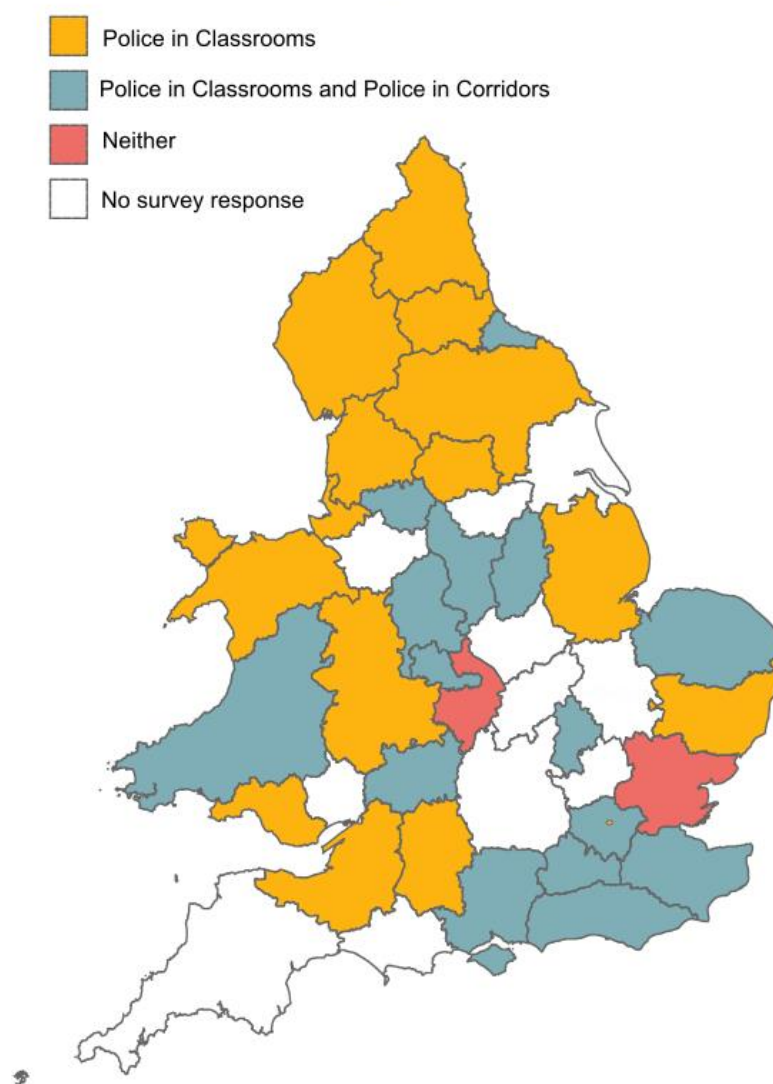 Police in Classrooms
Police in Classrooms and Police in Corridors
Neither
No survey response